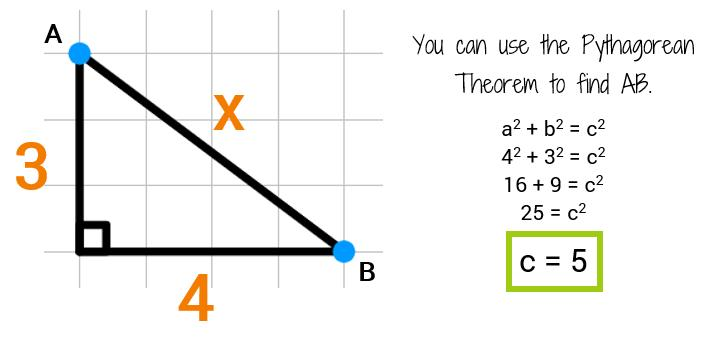 A
You can use the Pythagorean
Theorem to find AB.
X
3
a² + b² = c²
4² + 3² = c²
16 + 9 = c²
25 = c²
c = 5
B
4